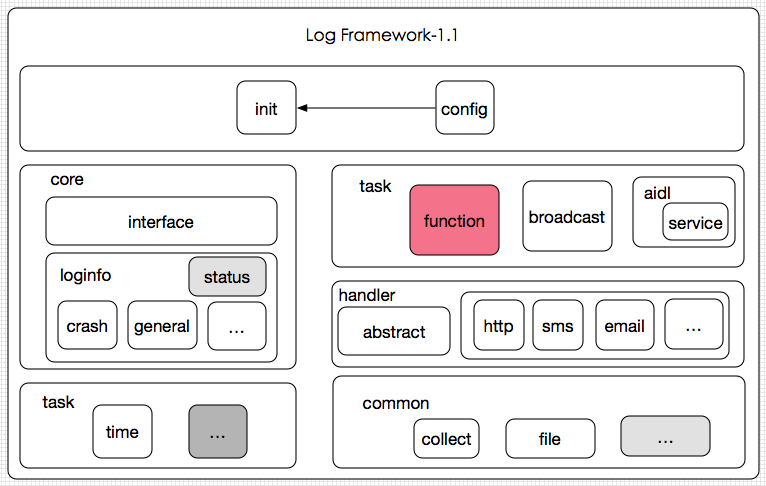 Log Framework-1.1
init
config
core
interface
loginfo
status
crash
general
...
task
function
broadcast
aidl
service
handler
abstract
http
sms
email
...
task
time
...
common
collect
file
...